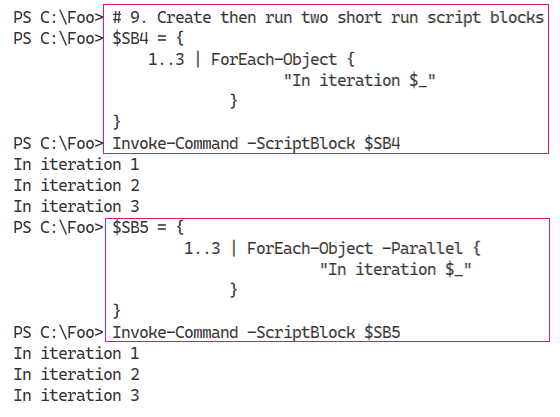 PS C:\Foo> # 9. Create then run two short run script blocks
PS C:\Foo> $SB4 = {
    1..3 | ForEach-Object {
        "In iteration $_"
    }
}
PS C:\Foo> Invoke-Command -ScriptBlock $SB4
In iteration 1
In iteration 2
In iteration 3
PS C:\Foo> $SB5 = {
    1..3 | ForEach-Object -Parallel {
        "In iteration $_"
    }
}
PS C:\Foo> Invoke-Command -ScriptBlock $SB5
In iteration 1
In iteration 2
In iteration 3